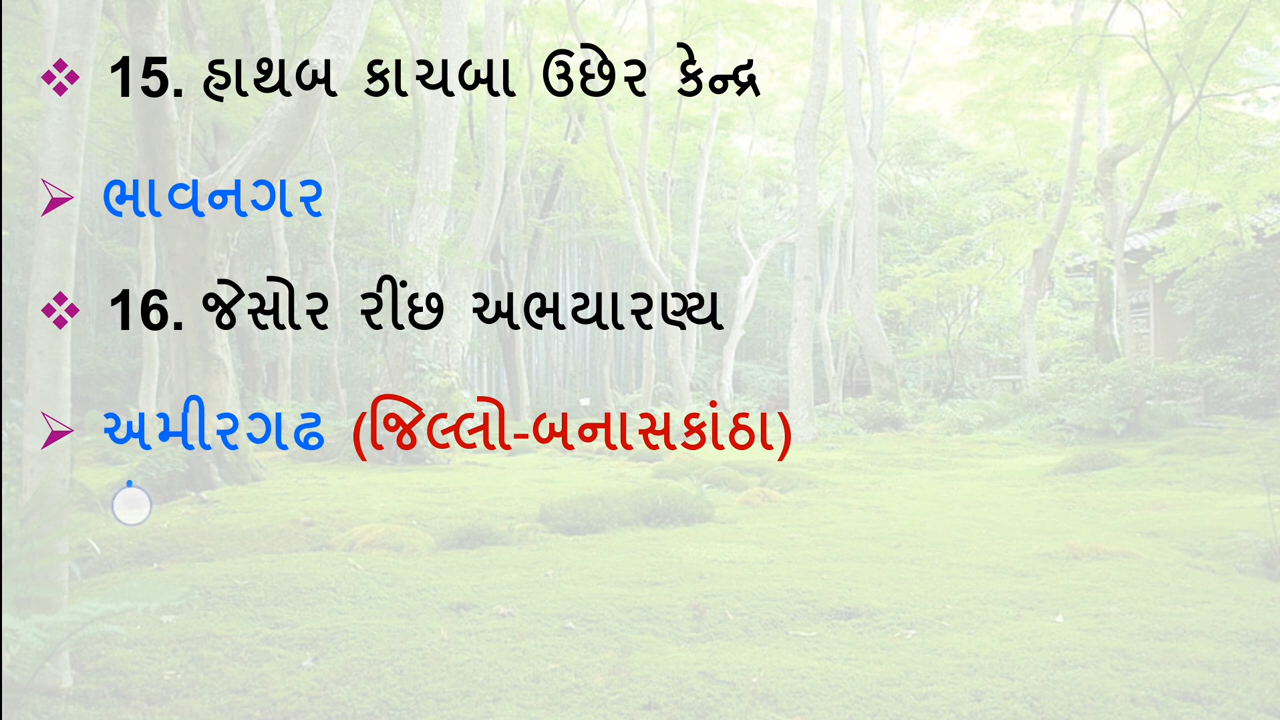 ❖ 15. હાથબ કાચબા ઉછેર કેન્દ્ર
➢ ભાવનગર
❖ 16. જેસોર રીંછ અભયારણ્ય
➢ અમીરગઢ (જિલ્લો-બનાસકાંઠા)